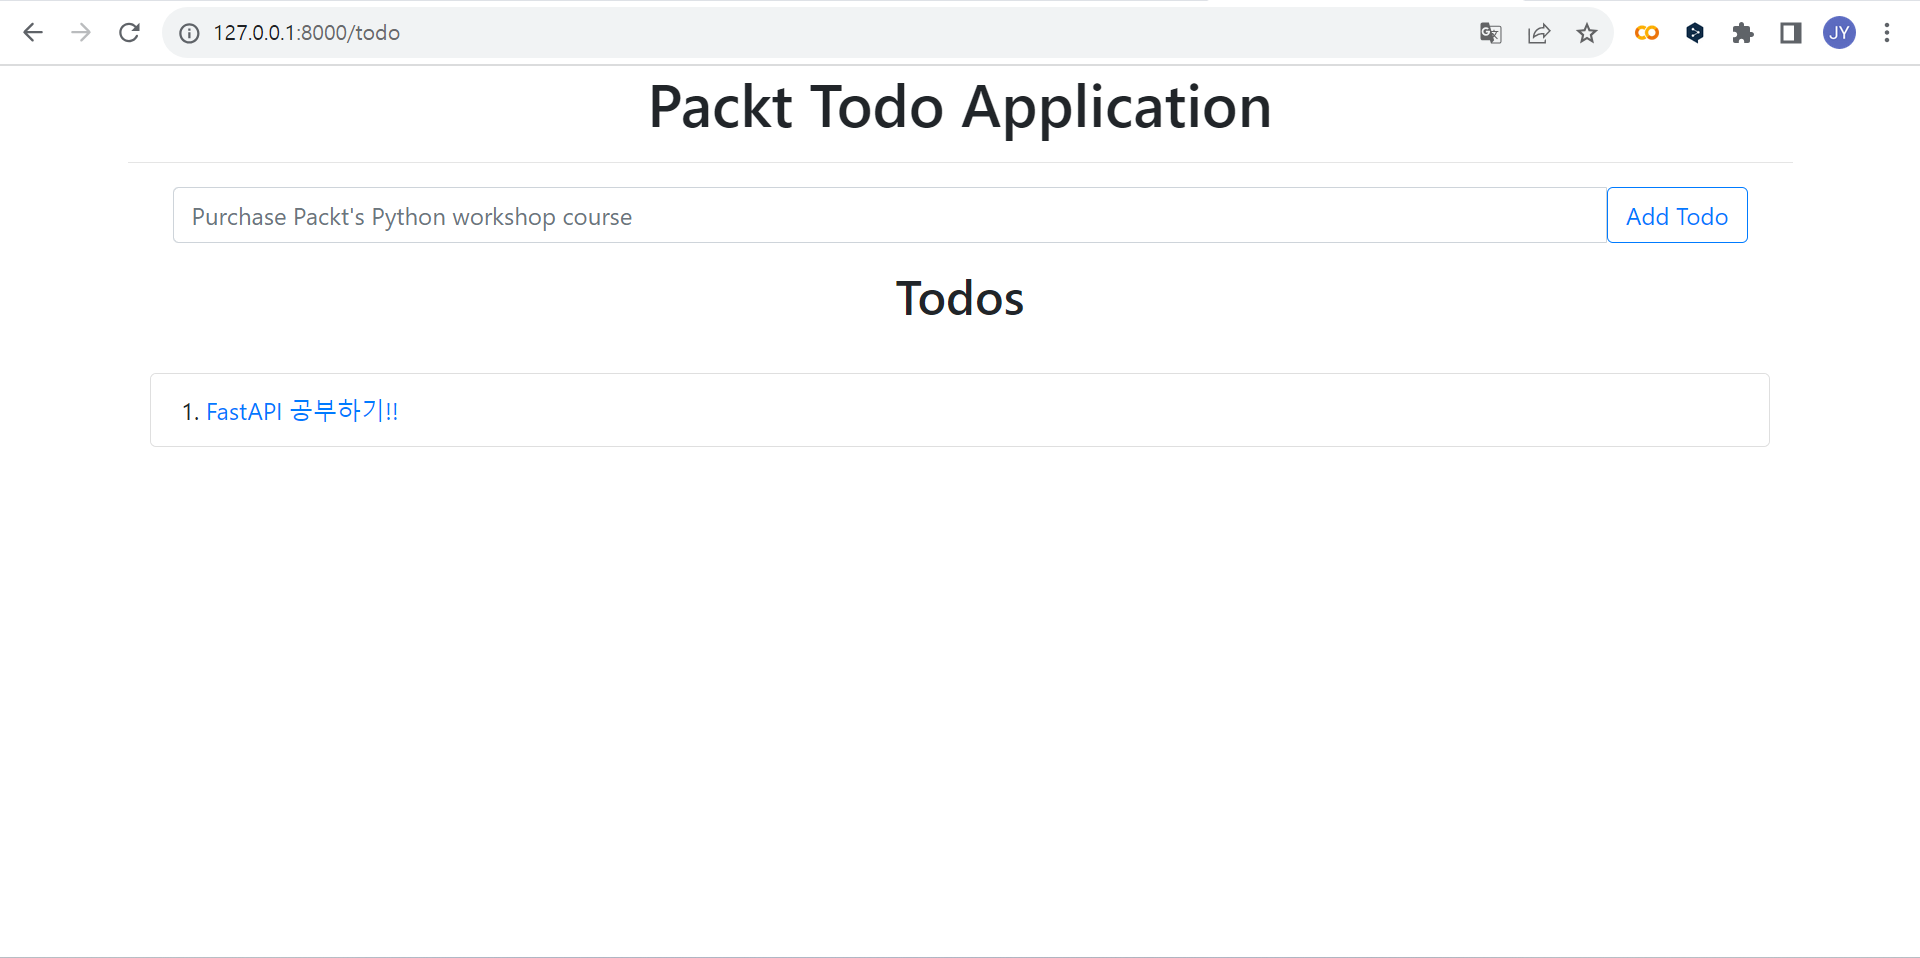 127.0.0.1:8000/todo
JY
Packt Todo Application
Purchase Packt's Python workshop course
Add Todo
Todos
1. FastAPI 공부하기!!